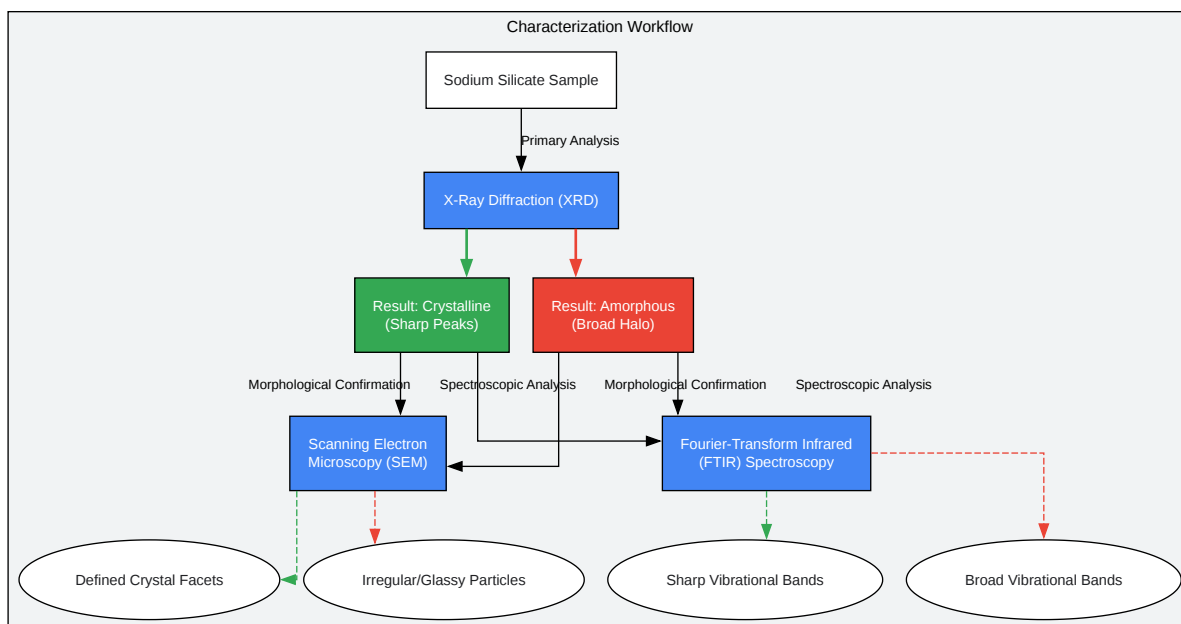 Characterization Workflow
Sodium Silicate Sample
Primary Analysis
X-Ray Diffraction (XRD)
Result: Crystalline
(Sharp Peaks)
Result: Amorphous
(Broad Halo)
Morphological Confirmation
Spectroscopic Analysis
Morphological Confirmation
Spectroscopic Analysis
Scanning Electron
Microscopy (SEM)
Fourier-Transform Infrared
(FTIR) Spectroscopy
Defined Crystal Facets
Irregular/Glassy Particles
Sharp Vibrational Bands
Broad Vibrational Bands